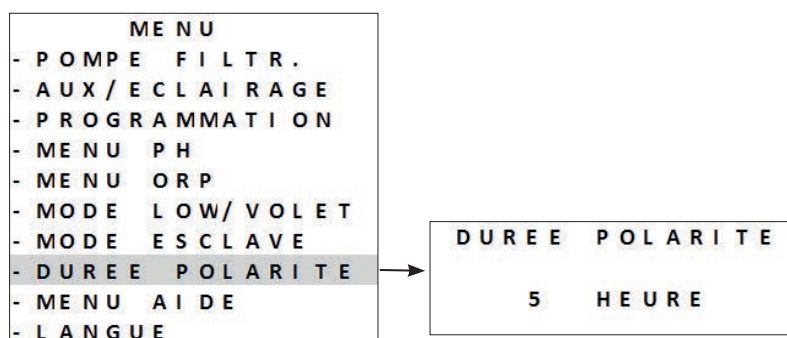 MENU
- POMPE FILTR.
- AUX/ECLAIRAGE
- PROGRAMMATION
- MENU PH
- MENU ORP
- MODE LOW/VOLET
- MODE ESCLAVE
- DUREE POLARITE
- MENU AIDE
- LANGUE
DUREE POLARITE
5 HEURE